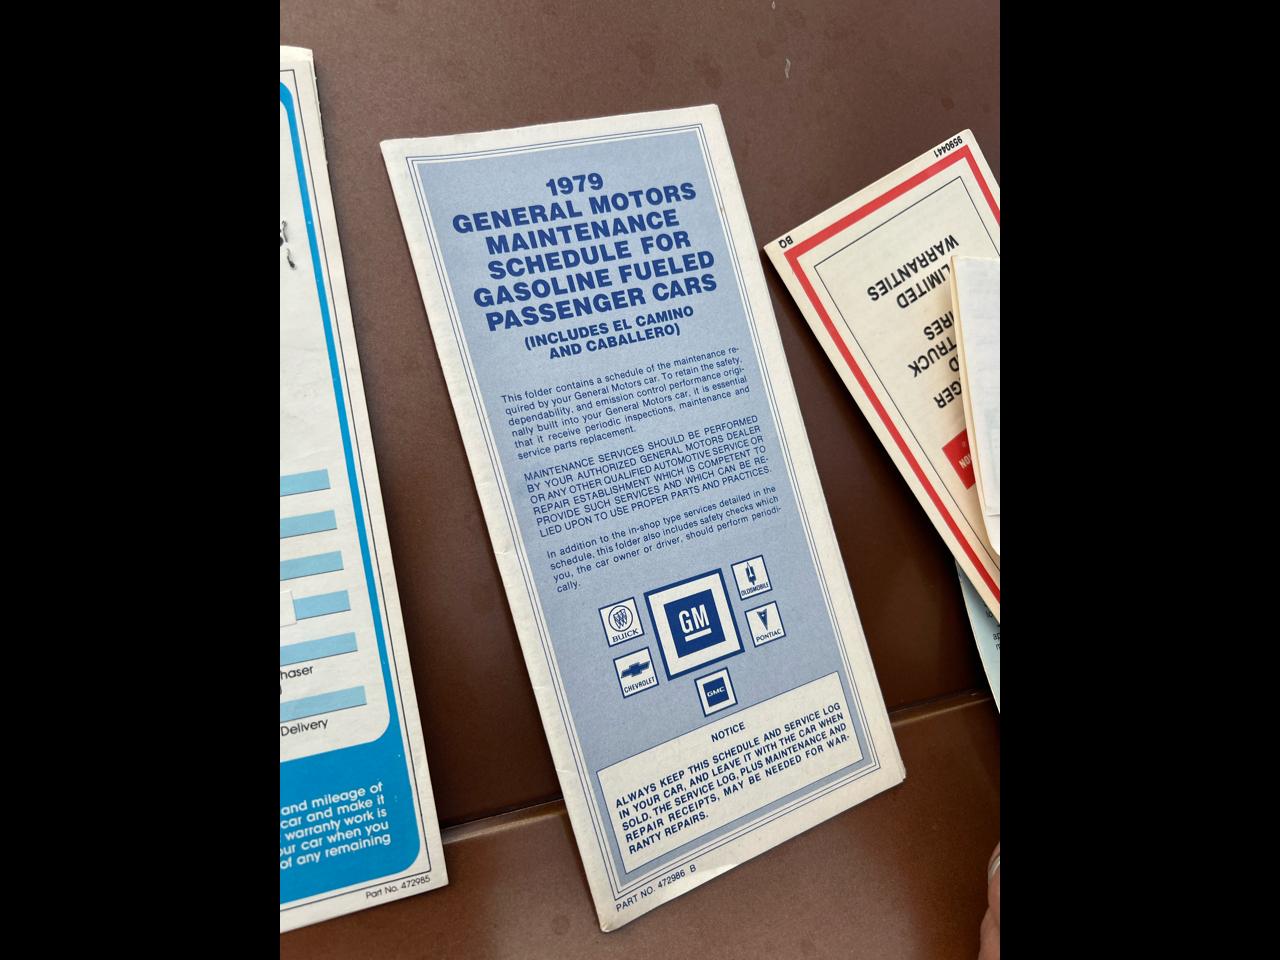 haser
Delivery
and mileage of
car and make it
warranty work is
ur car when you
of any remaining
Part No. 472985
1979
GENERAL MOTORS
MAINTENANCE
SCHEDULE FOR
GASOLINE FUELED
PASSENGER CARS
(INCLUDES EL CAMINO
AND CABALLERO)
This folder contains a schedule of the maintenance re-
quired by your General Motors car. To retain the safety,
dependability, and emission control performance origi-
nally built into your General Motors car, it is essential
that it receive periodic inspections, maintenance and
service parts replacement.
MAINTENANCE SERVICES SHOULD BE PERFORMED
BY YOUR AUTHORIZED GENERAL MOTORS DEALER
OR ANY OTHER QUALIFIED AUTOMOTIVE SERVICE OR
REPAIR ESTABLISHMENT WHICH IS COMPETENT TO
PROVIDE SUCH SERVICES AND WHICH CAN BE RE-
LIED UPON TO USE PROPER PARTS AND PRACTICES.
In addition to the in-shop type services detailed in the
schedule, this folder also includes safety checks which
you, the car owner or driver, should perform periodi-
cally.
OLDSMOBILE
BUICK
GM
PONTIAC
CHEVROLET
GMC
NOTICE
ALWAYS KEEP THIS SCHEDULE AND SERVICE LOG
IN YOUR CAR, AND LEAVE IT WITH THE CAR WHEN
SOLD. THE SERVICE LOG, PLUS MAINTENANCE AND
REPAIR RECEIPTS, MAY BE NEEDED FOR WAR-
RANTY REPAIRS.
PART NO. 472986 B
9590441
BQ
GER
D
TRUCK
IRES
LIMITED
WARRANTIES